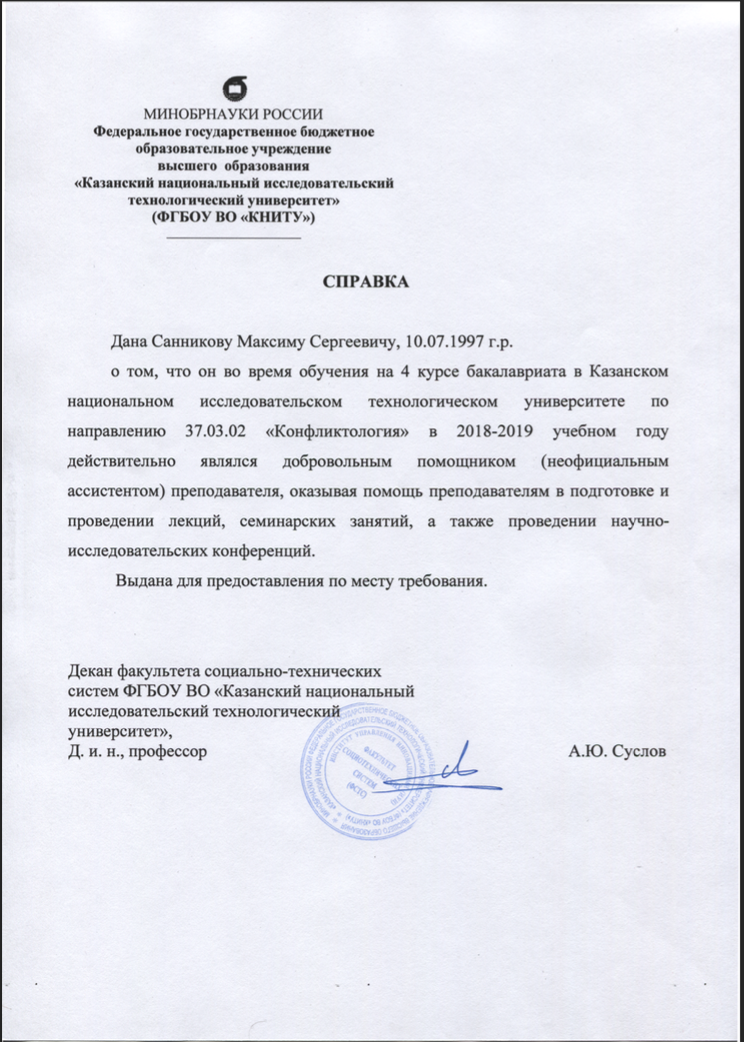 МИНОБРНАУКИ РОССИИ
Федеральное государственное бюджетное
образовательное учреждение
высшего образования
«Казанский национальный исследовательский
технологический университет»
(ФГБОУ ВО «КНИТУ»)
СПРАВКА
Дана Санникову Максиму Сергеевичу, 10.07.1997 г.р.
о том, что он во время обучения на 4 курсе бакалавриата в Казанском
национальном исследовательском технологическом университете по
направлению 37.03.02 «Конфликтология» в 2018-2019 учебном году
действительно являлся добровольным помощником (неофициальным
ассистентом) преподавателя, оказывая помощь преподавателям в подготовке и
проведении лекций, семинарских занятий, а также проведении научно-
исследовательских конференций.
Выдана для предоставления по месту требования.
Декан факультета социально-технических
систем ФГБОУ ВО «Казанский национальный
исследовательский технологический
университет»,
Д. и. н., профессор
А.Ю. Суслов
ФАКУЛЬТЕТ
СОЦИОТЕХНИЧЕСКИХ
СИСТЕМ
(ФСТС)